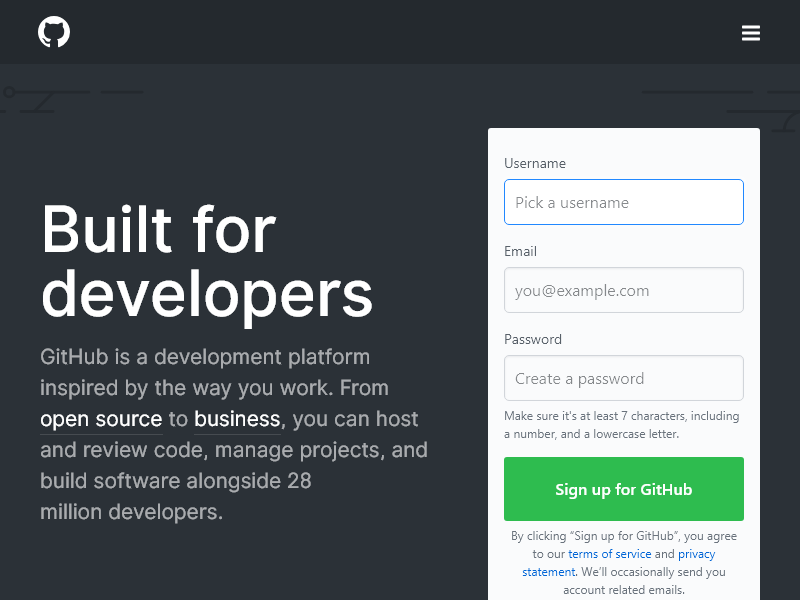 Built for
developers
GitHub is a development platform
inspired by the way you work. From
open source to business, you can host
and review code, manage projects, and
build software alongside 28
million developers.
Username
Pick a username
Email
you@example.com
Password
Create a password
Make sure it's at least 7 characters, including
a number, and a lowercase letter.
Sign up for GitHub
By clicking “Sign up for GitHub”, you agree
to our terms of service and privacy
statement. We’ll occasionally send you
account related emails.